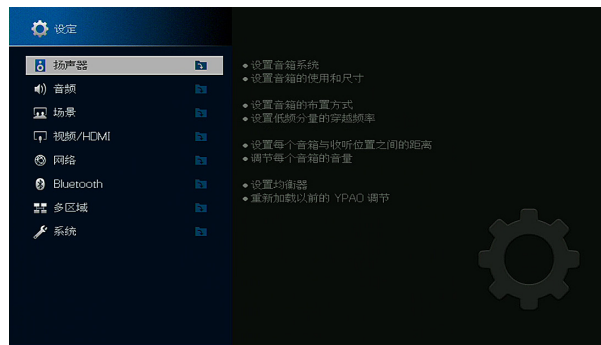 设定
扬声器
音频
场景
视频/HDMI
网络
Bluetooth
多区域
系统
●设置音箱系统
●设置音箱的使用和尺寸
●设置音箱的布置方式
●设置低频分量的穿越频率
●设置每个音箱与收听位置之间的距离
●调节每个音箱的音量
●设置均衡器
●重新加载以前的 YPAO 调节